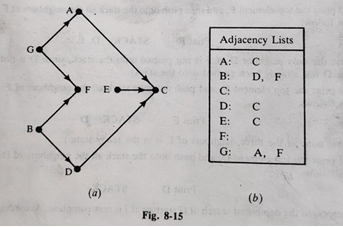 A
G
F
E
C
B
D
(a)
Adjacency Lists
A: C
B: D, F
C:
D: C
E: C
F:
G: A, F
(b)
Fig. 8-15